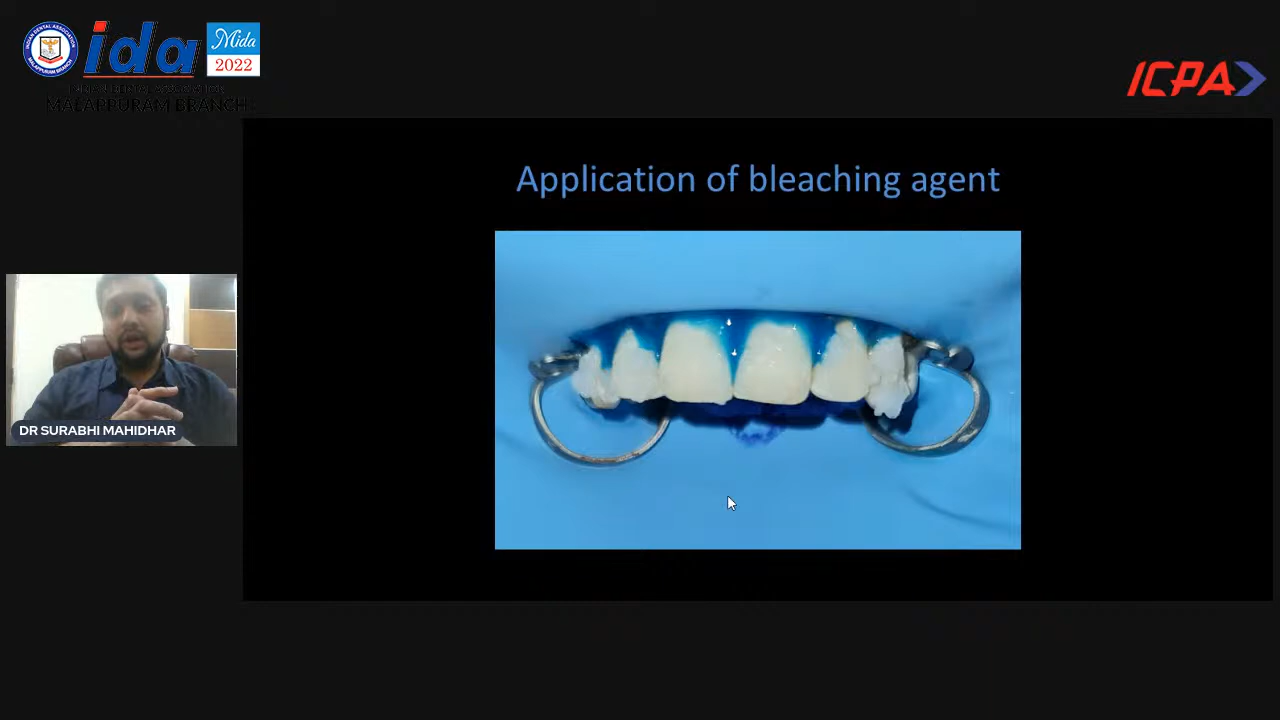 ida
Mida
2022
MALAPPURAM BRANCH
ICPA
Application of bleaching agent
DR SURABHI MAHIDHAR